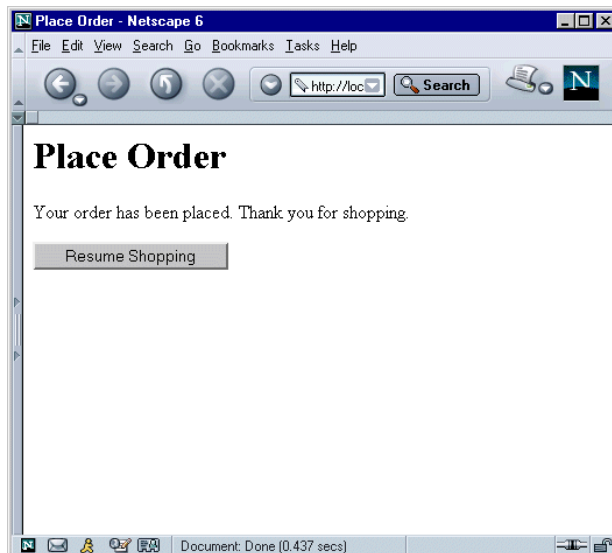 Place Order - Netscape 6
File Edit View Search Go Bookmarks Tasks Help
http://loc Search N
Place Order
Your order has been placed. Thank you for shopping.
Resume Shopping
Document: Done (0.437 secs)